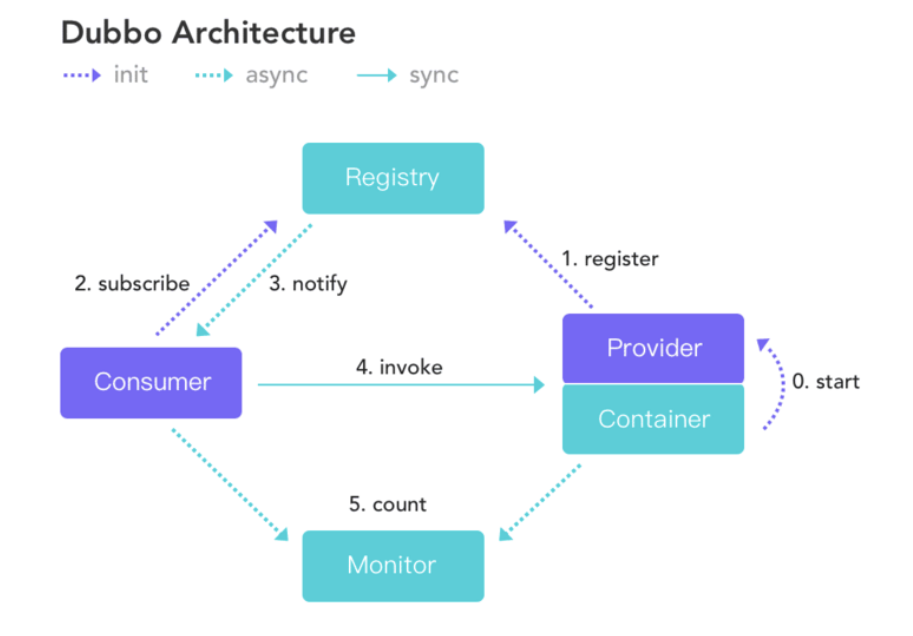 Dubbo Architecture
init async sync
Registry
1. register
2. subscribe 3. notify
Provider
4. invoke
Consumer
0. start
Container
5. count
Monitor